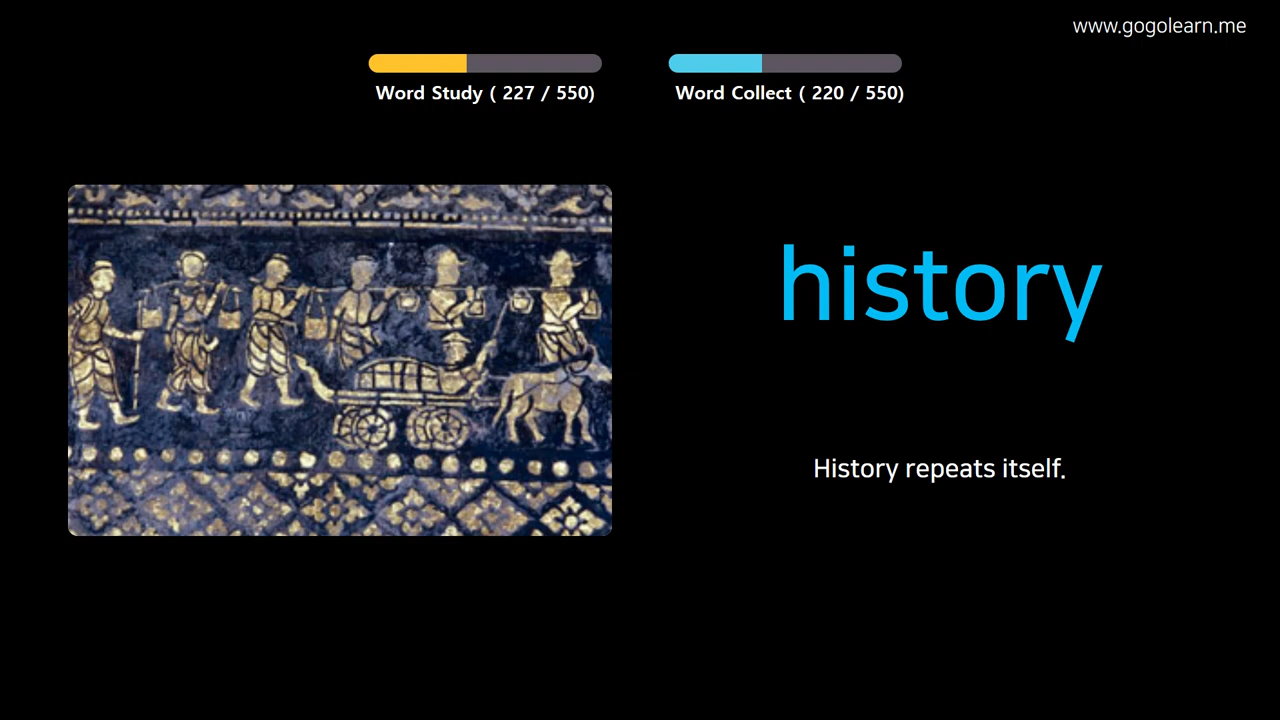 www.gogolearn.me
Word Study ( 227 / 550)
Word Collect ( 220 / 550)
history
History repeats itself.